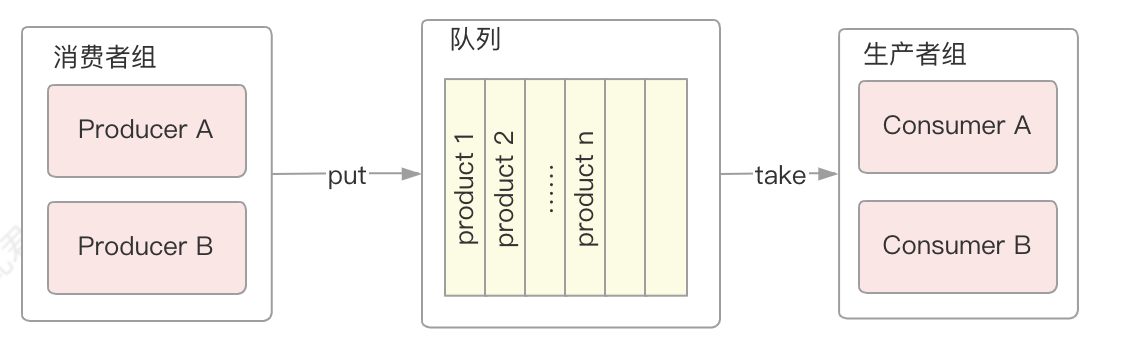 消费者组
Producer A
Producer B
put
队列
product 1
product 2
......
product n
take
生产者组
Consumer A
Consumer B